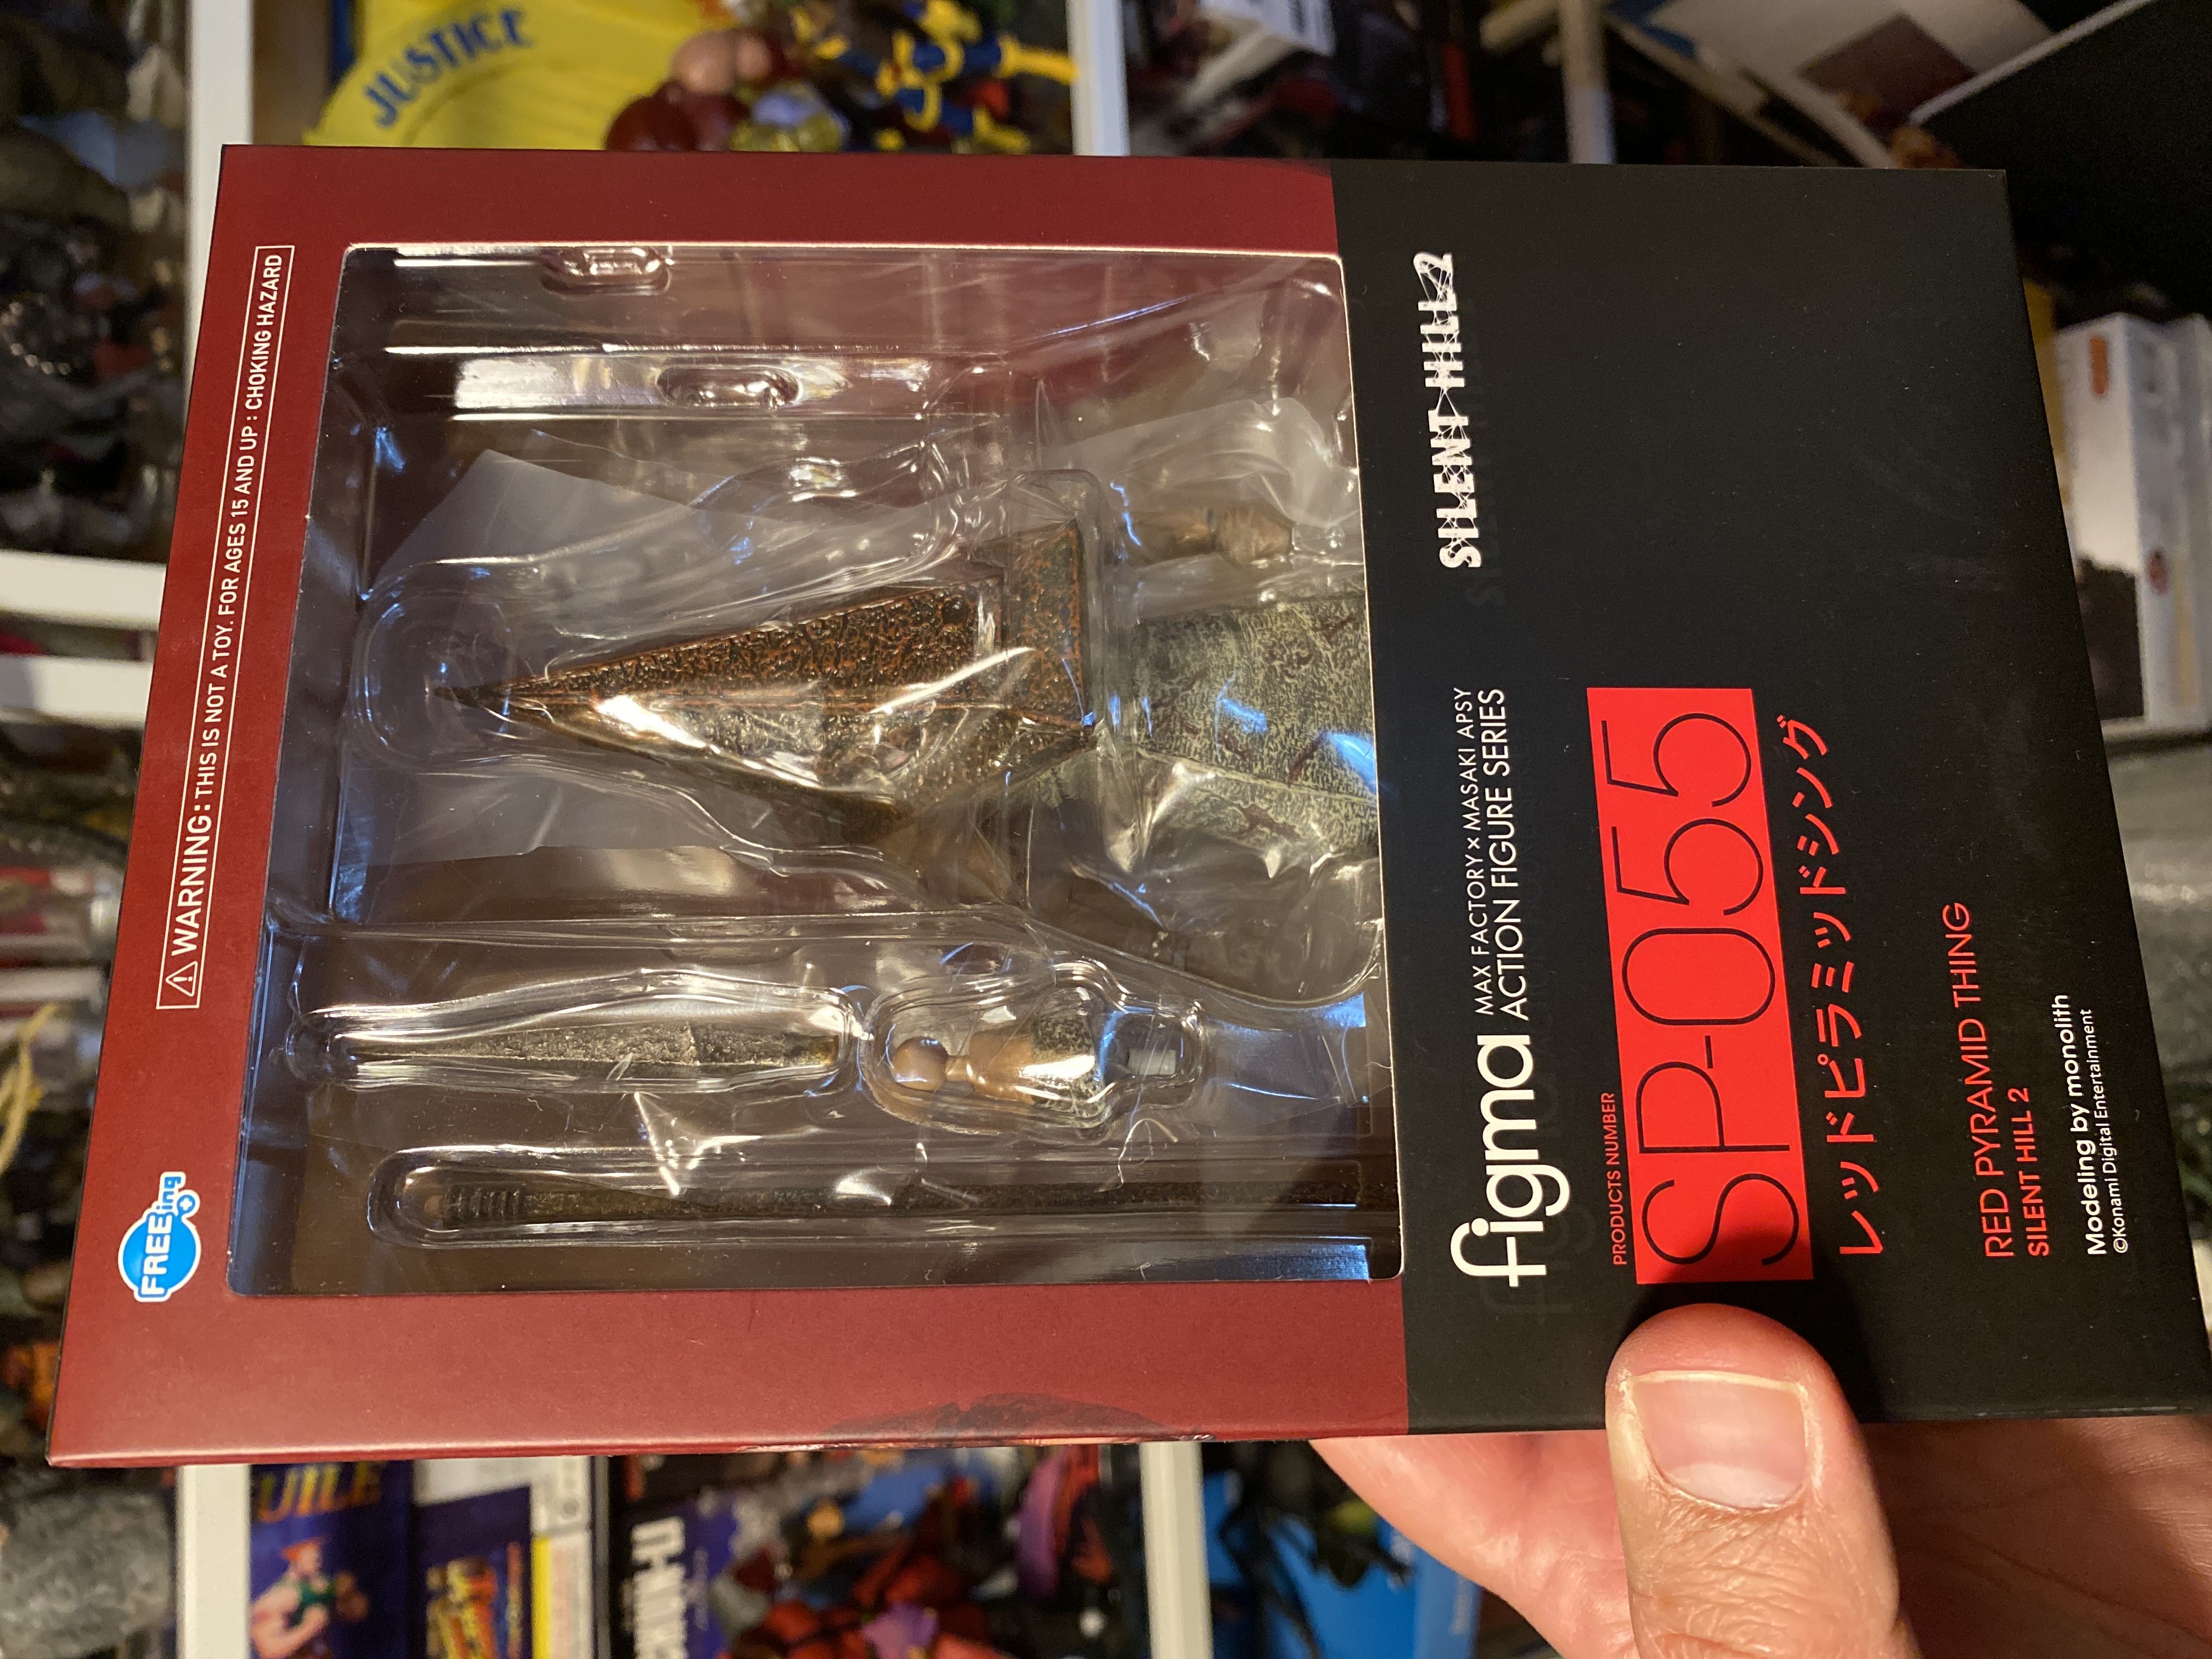 FREEing
⚠WARNING: THIS IS NOT A TOY. FOR AGES 15 AND UP : CHOKING HAZARD
figma
MAX FACTORY × MASAKI APSY
ACTION FIGURE SERIES
SILENT HILL 2
PRODUCTS NUMBER
SP-055
レッドピラミッドシング
RED PYRAMID THING
SILENT HILL 2
Modeling by monolith
©Konami Digital Entertainment
JUSTICE
UILE